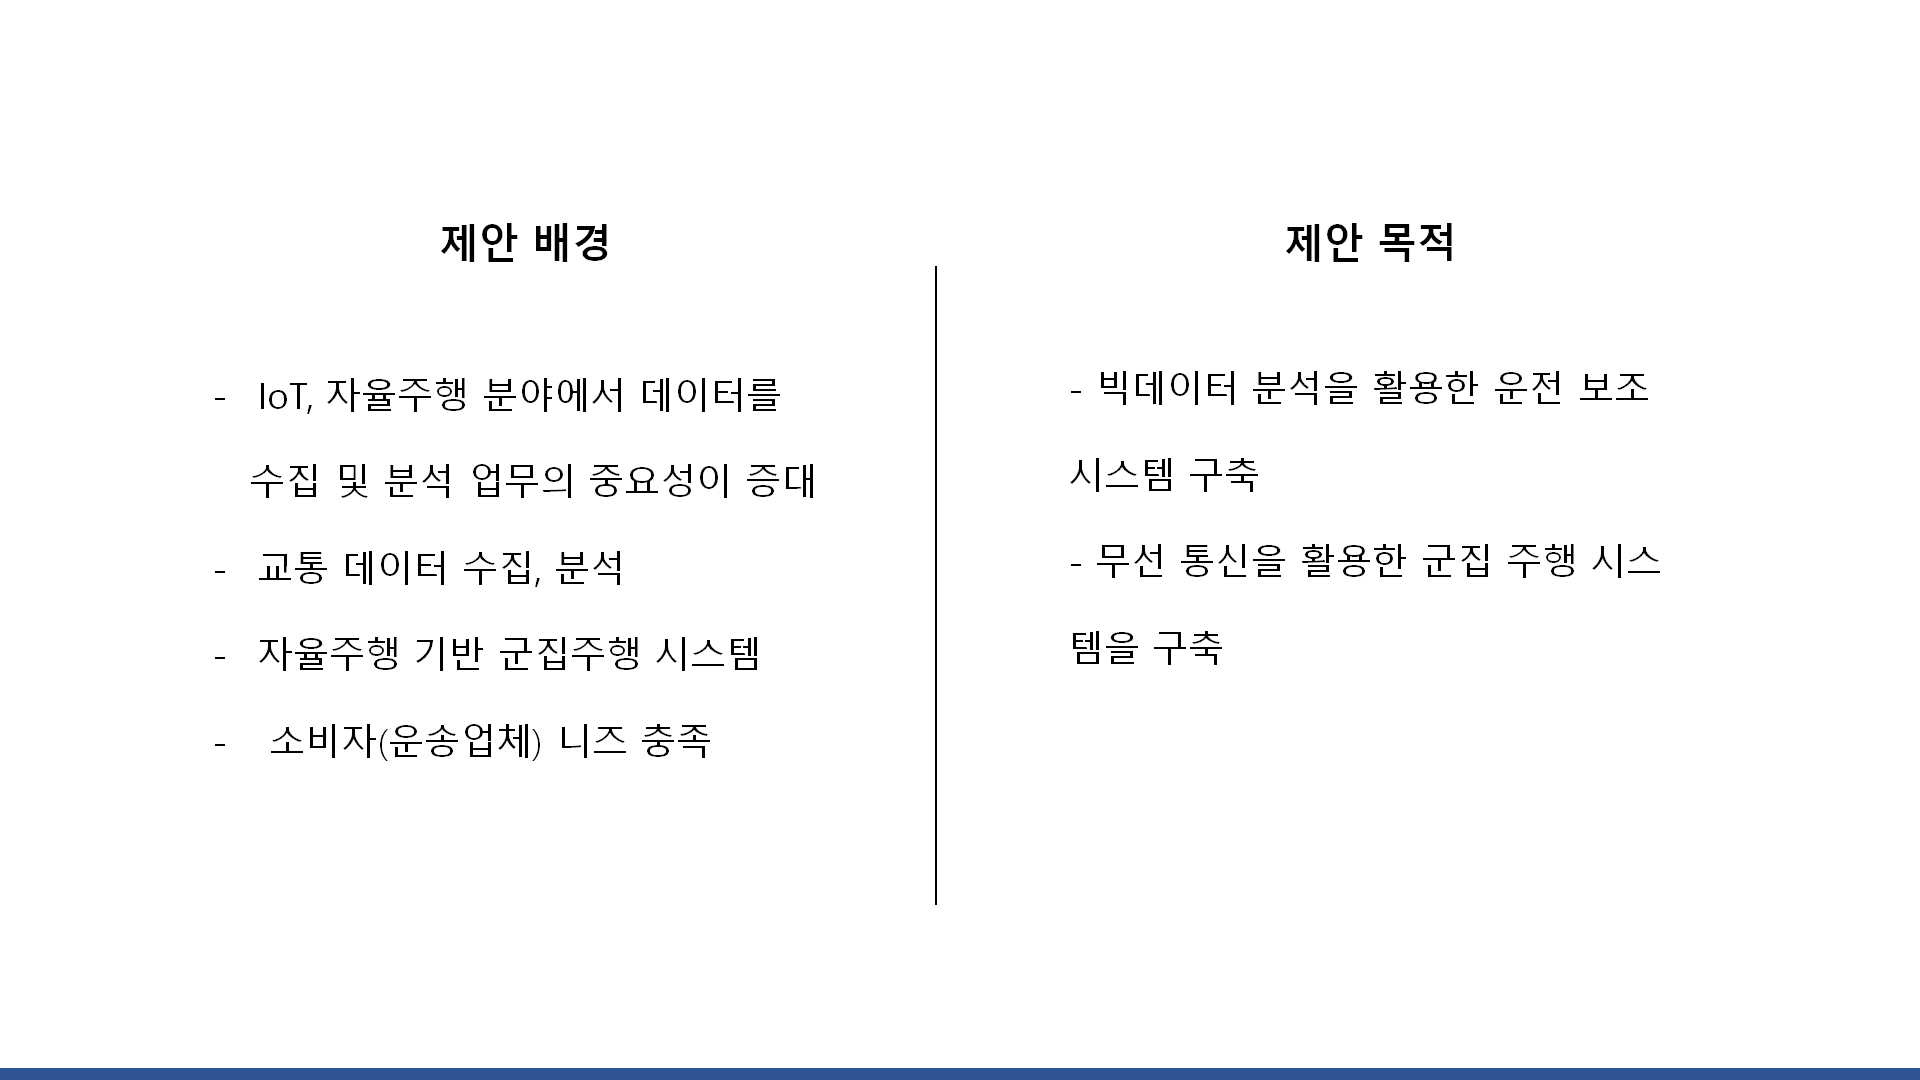 제안 배경
- IoT, 자율주행 분야에서 데이터를
수집 및 분석 업무의 중요성이 증대
- 교통 데이터 수집, 분석
- 자율주행 기반 군집주행 시스템
- 소비자(운송업체) 니즈 충족
제안 목적
- 빅데이터 분석을 활용한 운전 보조
시스템 구축
- 무선 통신을 활용한 군집 주행 시스
템을 구축